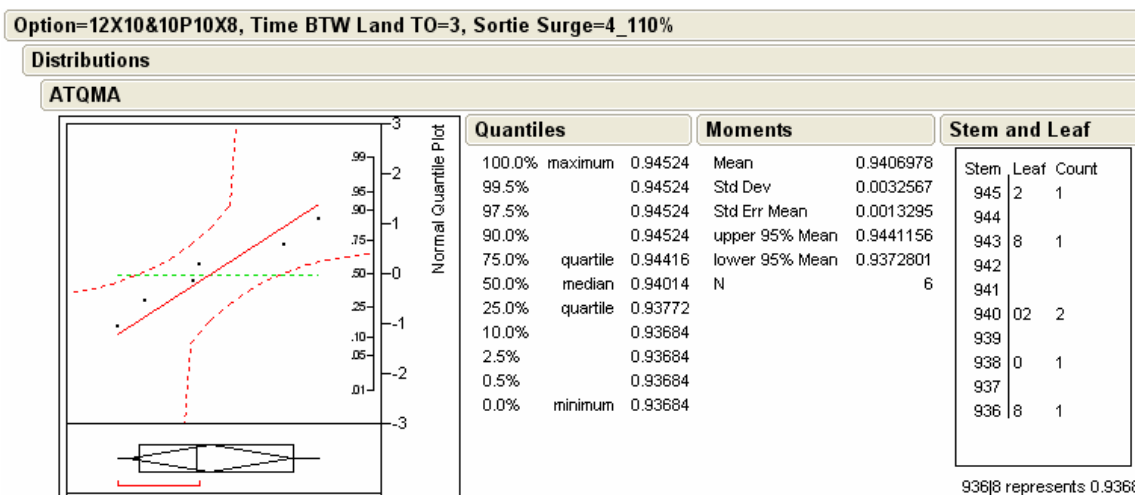 Option=12X10&10P10X8, Time BTW Land TO=3, Sortie Surge=4_110%
Distributions
ATQMA
3
.99
2
.95
.90
1
.75
.50
0
.25
-1
.10
.05
-2
.01
-3
Normal Quantile Plot
Quantiles
100.0% maximum 0.94524
99.5% 0.94524
97.5% 0.94524
90.0% 0.94524
75.0% quartile 0.94416
50.0% median 0.94014
25.0% quartile 0.93772
10.0% 0.93684
2.5% 0.93684
0.5% 0.93684
0.0% minimum 0.93684
Moments
Mean 0.9406978
Std Dev 0.0032567
Std Err Mean 0.0013295
upper 95% Mean 0.9441156
lower 95% Mean 0.9372801
N 6
Stem and Leaf
Stem Leaf Count
945 2 1
944
943 8 1
942
941
940 02 2
939
938 0 1
937
936 8 1
936|8 represents 0.9368